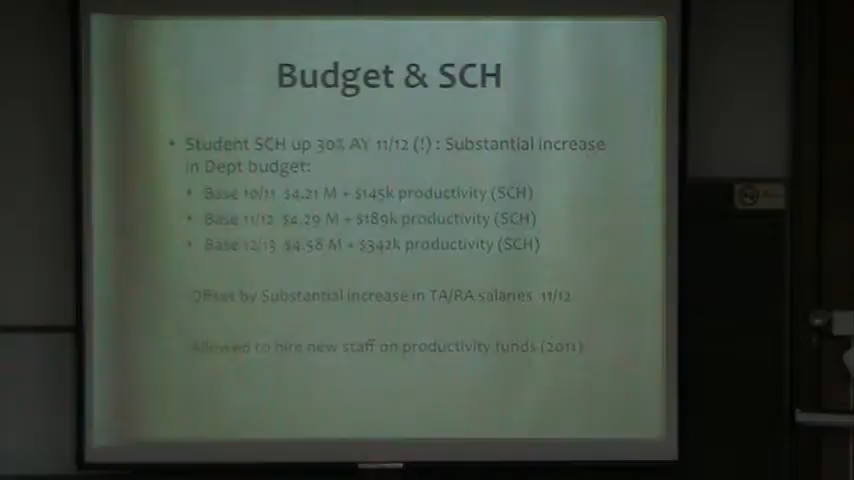 Budget & SCH
• Student SCH up 30% AY 11/12 (!) : Substantial increase
in Dept budget:
• Base 10/11 $4.21 M + $145k productivity (SCH)
• Base 11/12 $4.29 M + $189k productivity (SCH)
• Base 12/13 $4.58 M + $342k productivity (SCH)
Offset by Substantial increase in TA/RA salaries 11/12
Allowed to hire new staff on productivity funds (2011)